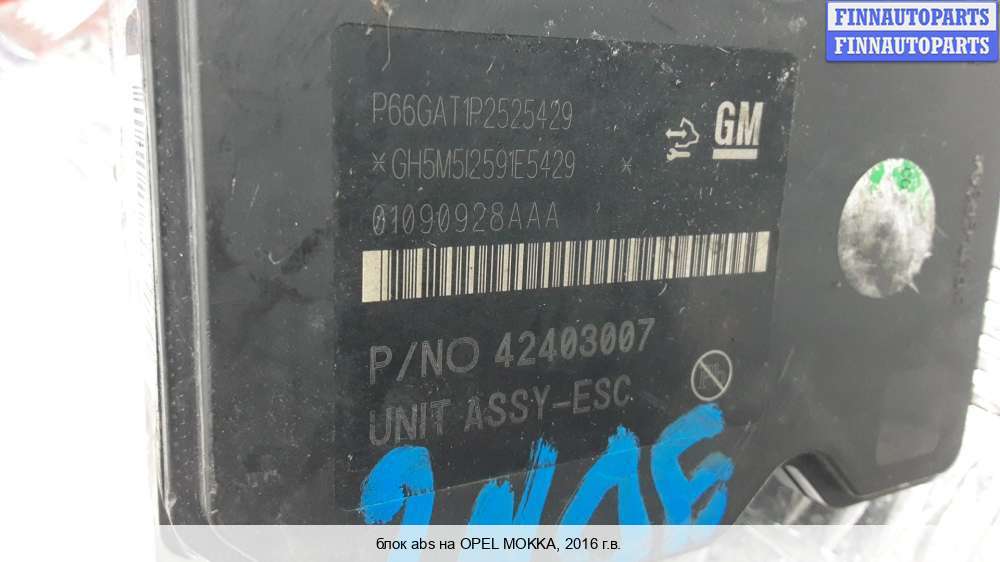 FINNAUTOPARTS
FINNAUTOPARTS
P66GAT1P2525429
GM
*GH5M5I2591E5429 *
01090928AAA
P/NO 42403007
UNIT ASSY-ESC
блок abs на OPEL MOKKA, 2016 г.в.